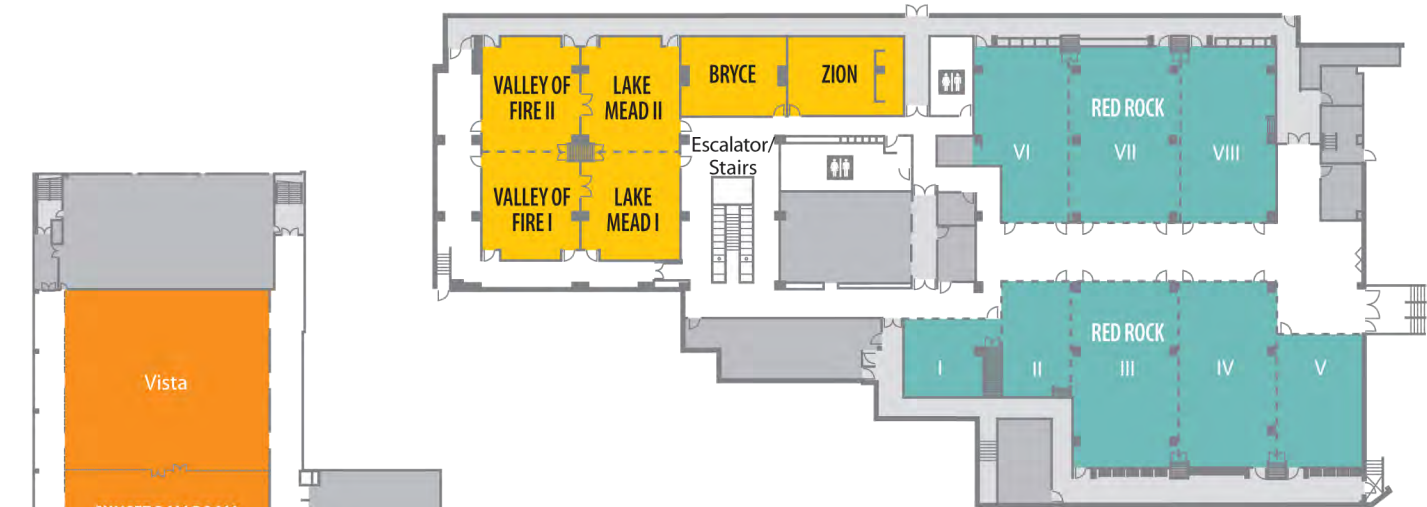 VALLEY OF
FIRE II
LAKE
MEAD II
BRYCE
ZION
RED ROCK
VI
VII
VIII
Escalator/
Stairs
VALLEY OF
FIRE I
LAKE
MEAD I
RED ROCK
I
II
III
IV
V
Vista